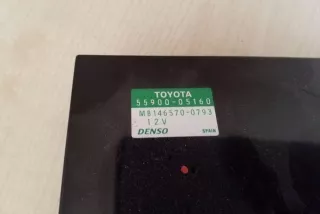 TOYOTA
55900-05160
MB146570-0793
12V
DENSO SPAIN